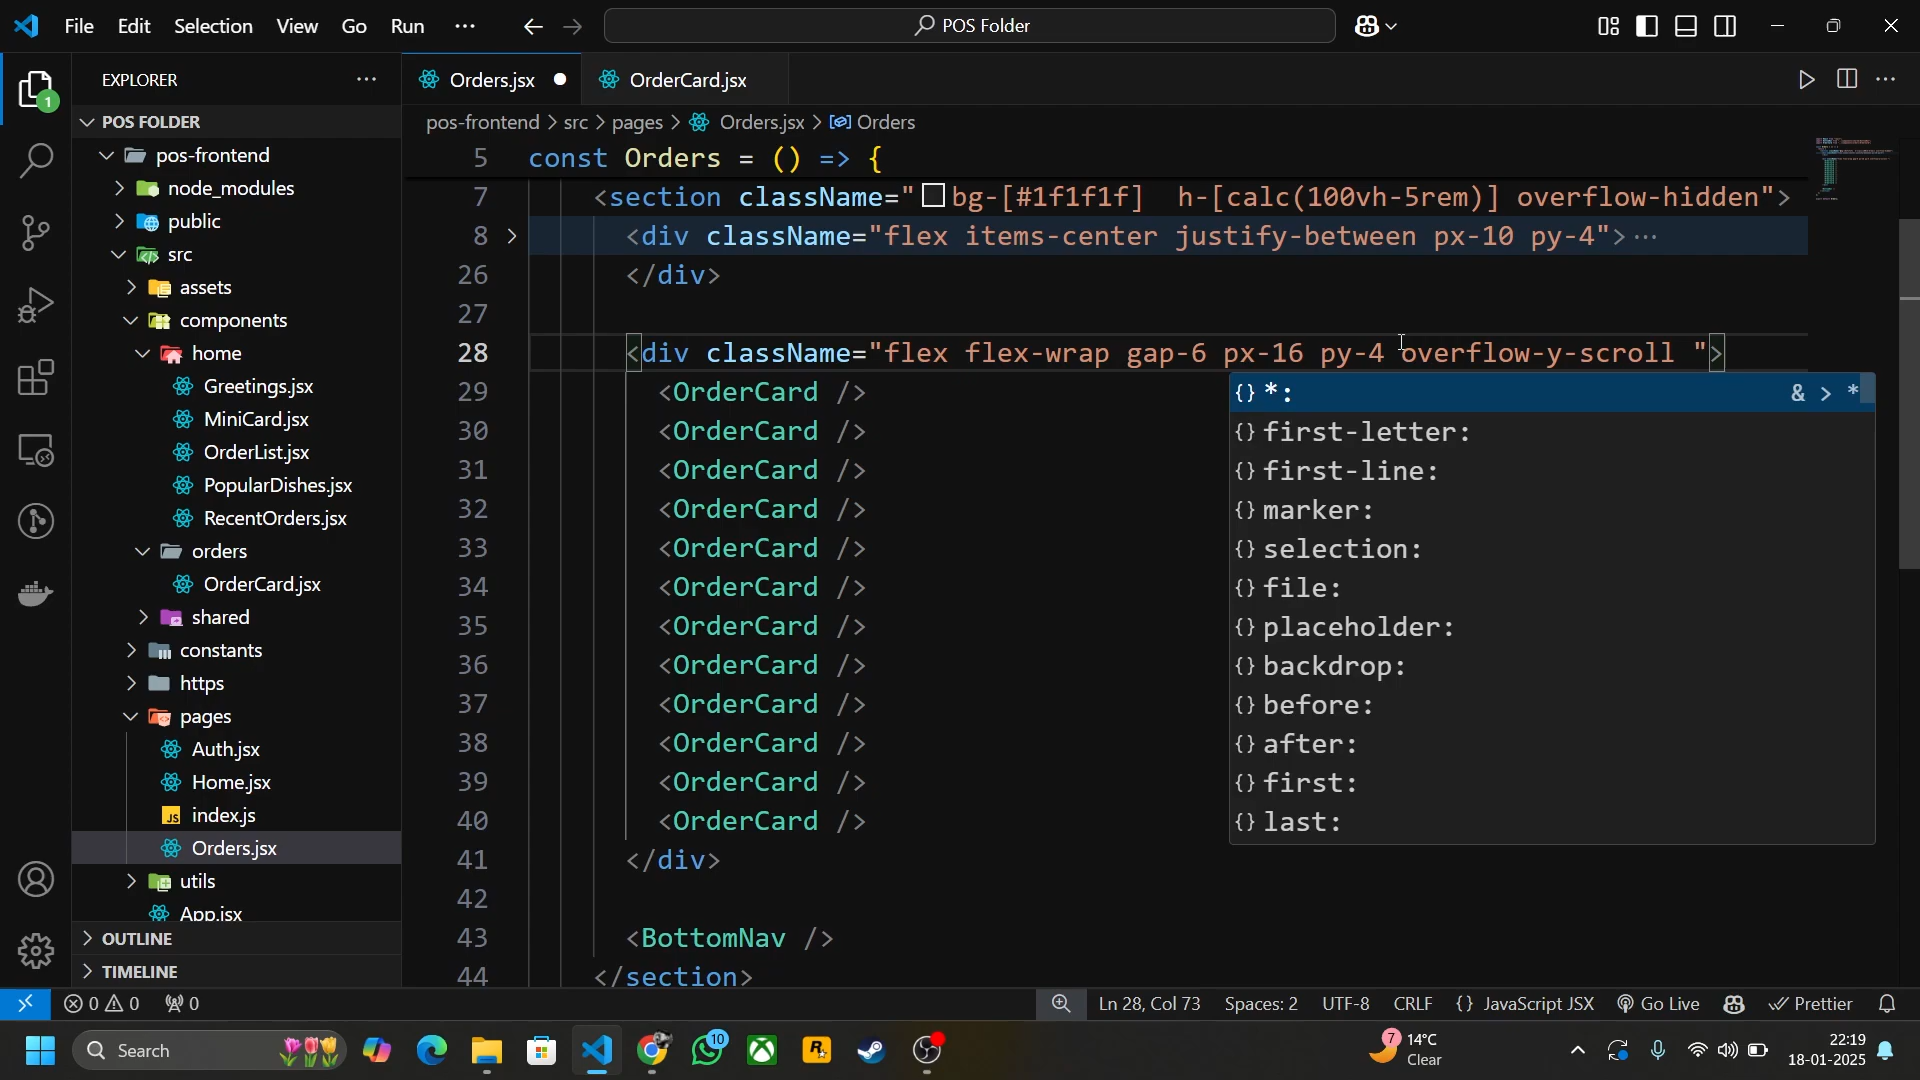 File Edit Selection View Go Run ···
POS Folder
EXPLORER ···
Orders.jsx
OrderCard.jsx
pos-frontend > src > pages > Orders.jsx > Orders
1
POS FOLDER
pos-frontend
node_modules
public
src
assets
components
home
Greetings.jsx
MiniCard.jsx
OrderList.jsx
PopularDishes.jsx
RecentOrders.jsx
orders
OrderCard.jsx
shared
constants
https
pages
Auth.jsx
Home.jsx
JS index.js
Orders.jsx
utils
App.jsx
OUTLINE
TIMELINE
5 const Orders = () => {
7 <section className="bg-[#1f1f1f]  h-[calc(100vh-5rem)] overflow-hidden">
8 <div className="flex items-center justify-between px-10 py-4">···
26 </div>
27
28 <div className="flex flex-wrap gap-6 px-16 py-4 overflow-y-scroll ">
29 <OrderCard />
30 <OrderCard />
31 <OrderCard />
32 <OrderCard />
33 <OrderCard />
34 <OrderCard />
35 <OrderCard />
36 <OrderCard />
37 <OrderCard />
38 <OrderCard />
39 <OrderCard />
40 <OrderCard />
41 </div>
42
43 <BottomNav />
44 </section>
{} *: & > *
{} first-letter:
{} first-line:
{} marker:
{} selection:
{} file:
{} placeholder:
{} backdrop:
{} before:
{} after:
{} first:
{} last:
0 0 0 Ln 28, Col 73 Spaces: 2 UTF-8 CRLF {} JavaScript JSX Go Live Prettier
Search
10
R
7
14°C
Clear
22:19
18-01-2025